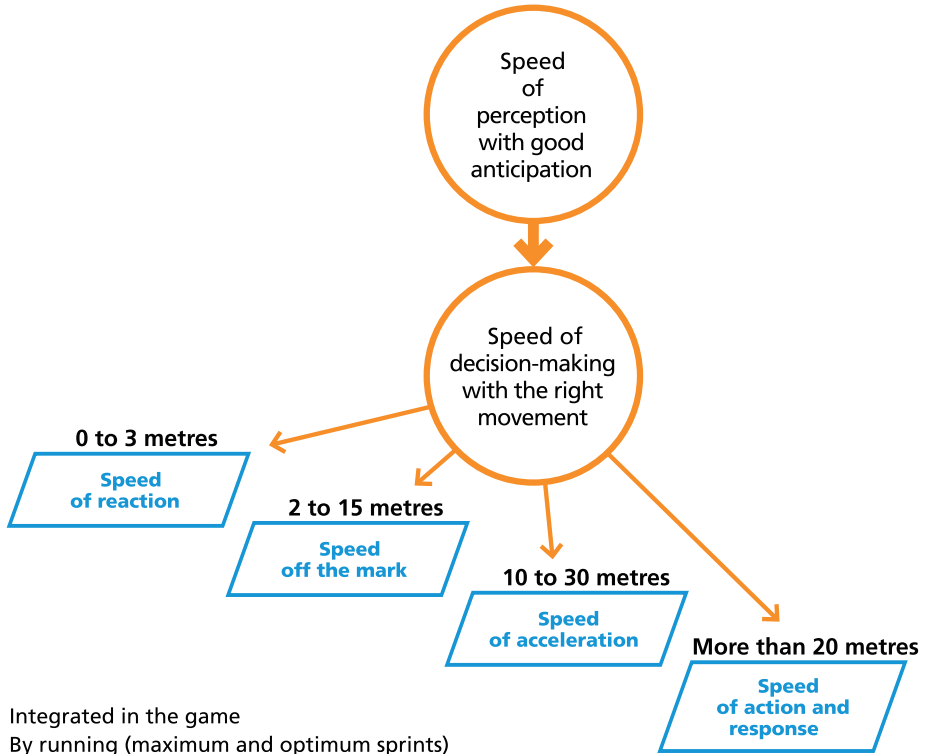 Speed
of
perception
with good
anticipation
Speed of
decision-making
with the right
movement
0 to 3 metres
Speed
of reaction
2 to 15 metres
Speed
off the mark
10 to 30 metres
Speed
of acceleration
More than 20 metres
Speed
of action and
response
Integrated in the game
By running (maximum and optimum sprints)